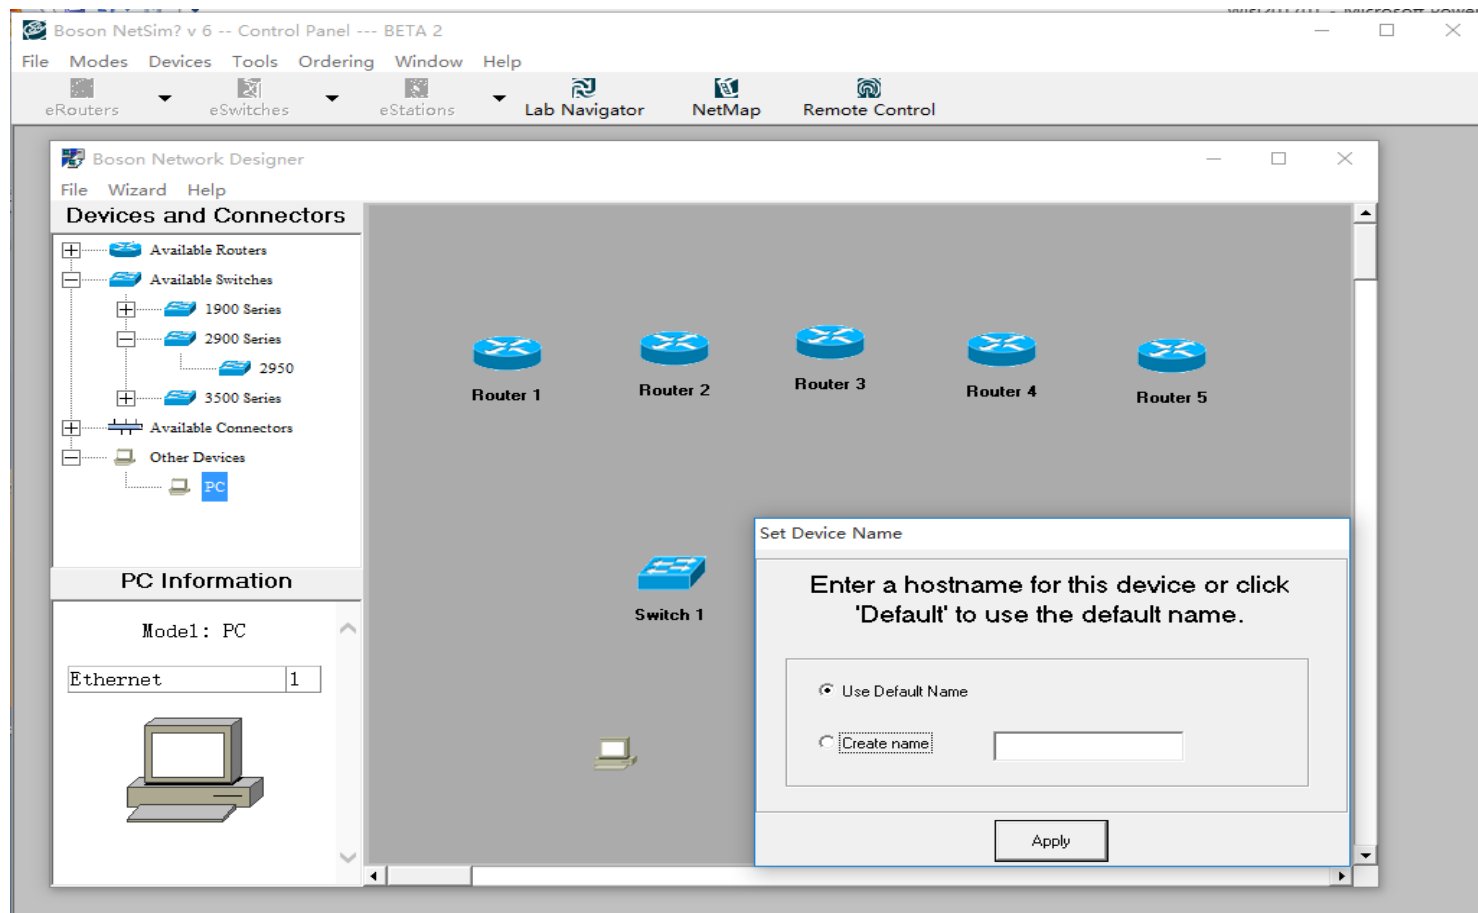 Boson NetSim? v 6 -- Control Panel --- BETA 2
File Modes Devices Tools Ordering Window Help
eRouters eSwitches eStations Lab Navigator NetMap Remote Control
Boson Network Designer
File Wizard Help
Devices and Connectors
Available Routers
Available Switches
1900 Series
2900 Series
2950
3500 Series
Available Connectors
Other Devices
PC
Router 1 Router 2 Router 3 Router 4 Router 5
Switch 1
PC Information
Model: PC
Ethernet 1
Set Device Name
Enter a hostname for this device or click
'Default' to use the default name.
Use Default Name
Create name
Apply